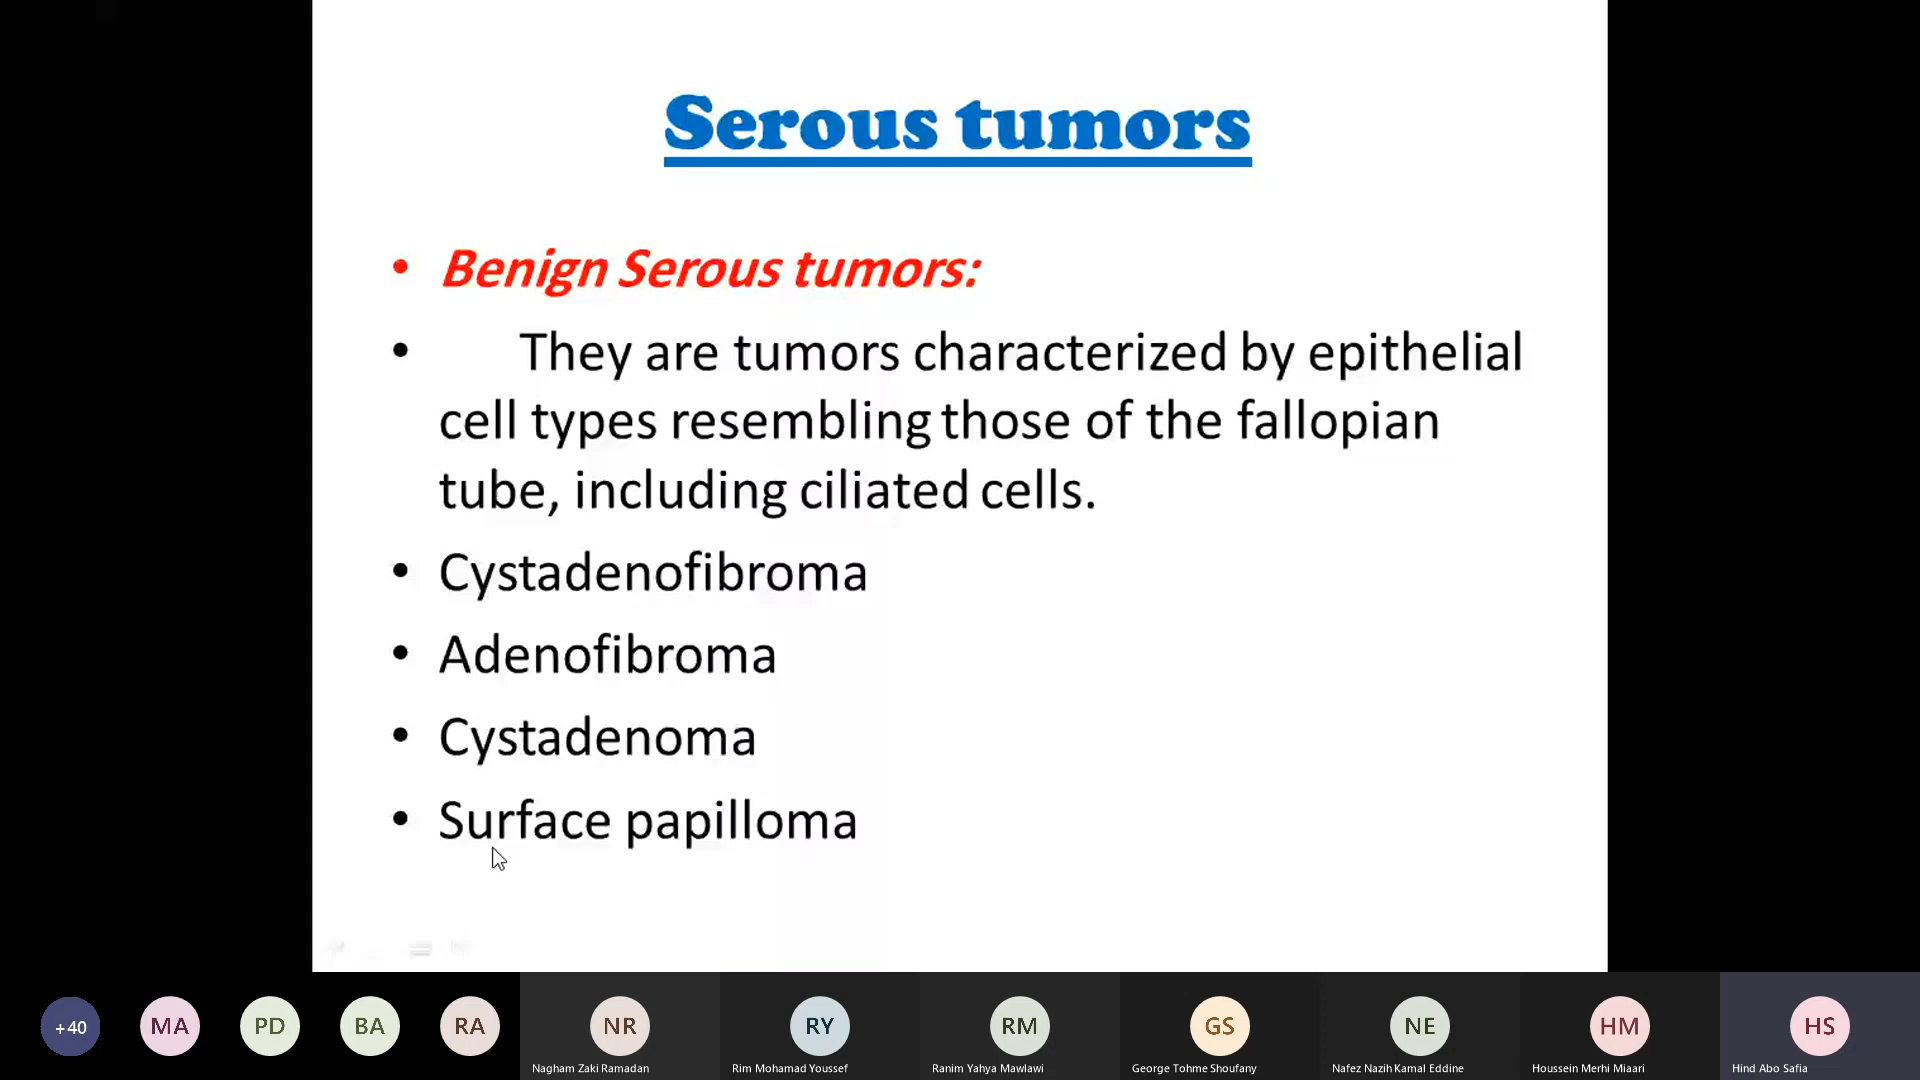 Serous tumors
• Benign Serous tumors:
• They are tumors characterized by epithelial
cell types resembling those of the fallopian
tube, including ciliated cells.
• Cystadenofibroma
• Adenofibroma
• Cystadenoma
• Surface papilloma
+40 MA PD BA RA NR RY RM GS NE HM HS
Nagham Zaki Ramadan Rim Mohamad Youssef Ranim Yahya Mawlawi George Tohme Shoufany Nafez Nazih Kamal Eddine Houssein Merhi Miaari Hind Abo Safia